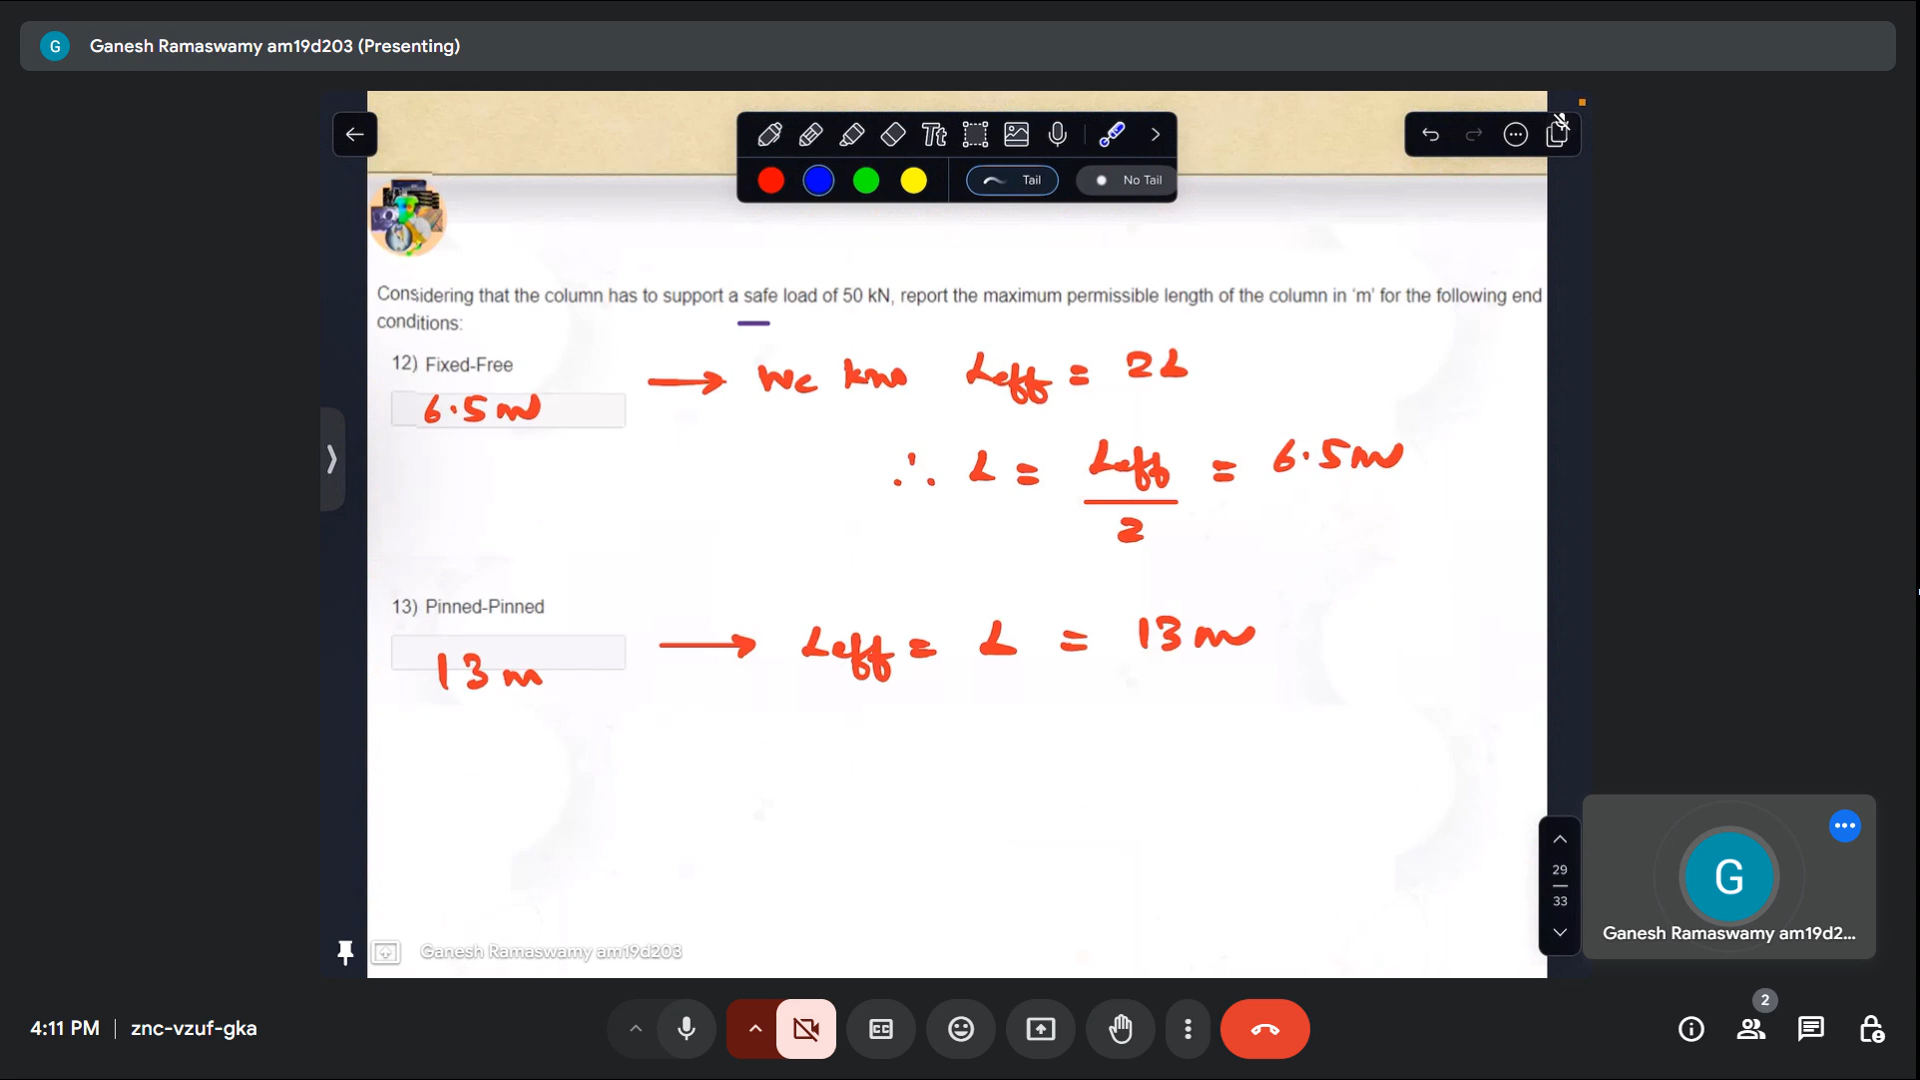 G Ganesh Ramaswamy am19d203 (Presenting)
Tt
Tail
No Tail
Considering that the column has to support a safe load of 50 kN, report the maximum permissible length of the column in 'm' for the following end
conditions:
12) Fixed-Free
6.5 m
→ We kno Leff = 2L
∴ L = Leff / 2 = 6.5 m
13) Pinned-Pinned
13 m
→ Leff = L = 13 m
29
33
G
Ganesh Ramaswamy am19d2...
Ganesh Ramaswamy am19d203
4:11 PM | znc-vzuf-gka
CC
2